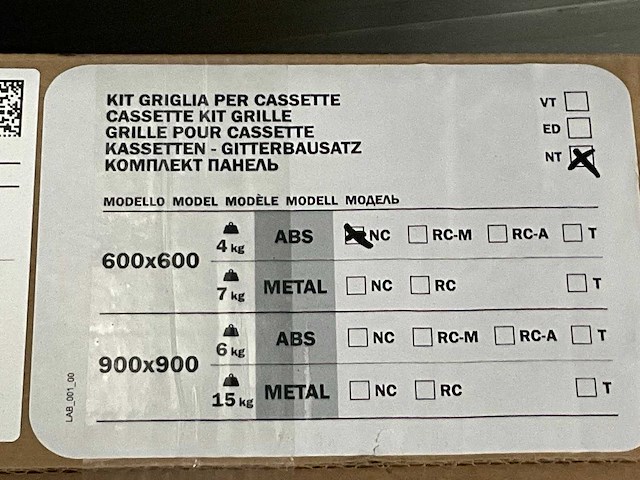 KIT GRIGLIA PER CASSETTE
CASSETTE KIT GRILLE
GRILLE POUR CASSETTE
KASSETTEN - GITTERBAUSATZ
КОМПЛЕКТ ПАНЕЛЬ
VT
ED
NT
MODELLO MODEL MODÈLE MODELL МОДЕЛЬ
600x600
4 kg ABS NC RC-M RC-A T
7 kg METAL NC RC T
900x900
6 kg ABS NC RC-M RC-A T
15 kg METAL NC RC T
LAB_001_00